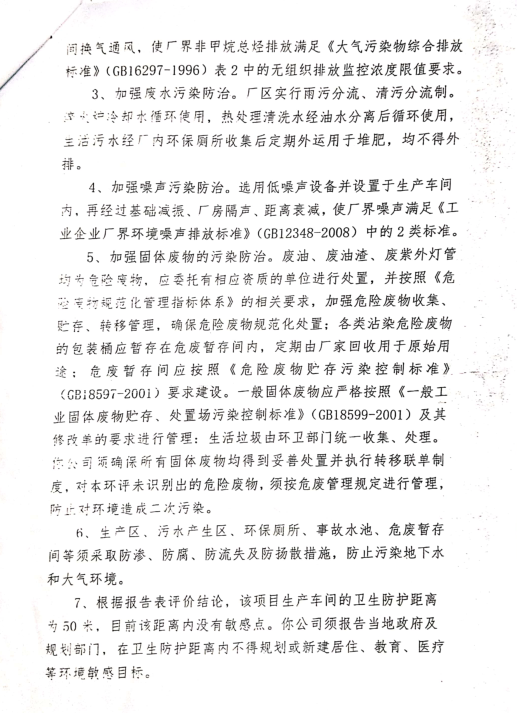 间换气通风，使厂界非甲烷总烃排放满足《大气污染物综合排放
标准》（GB16297-1996）表2中的无组织排放监控浓度限值要求。
3、加强废水污染防治。厂区实行雨污分流、清污分流制。
炉冷却水循环使用，热处理清洗水经油水分离后循环使用，
生活污水经厂内环保厕所收集后定期外运用于堆肥，均不得外
排。
4、加强噪声污染防治。选用低噪声设备并设置于生产车间
内，再经过基础减振、厂房隔声、距离衰减，使厂界噪声满足《工
业企业厂界环境噪声排放标准》（GB12348-2008）中的2类标准。
5、加强固体废物的污染防治。废油、废油渣、废紫外灯管
均为危险废物，应委托有相应资质的单位进行处置，并按照《危
险废物规范化管理指标体系》的相关要求，加强危险废物收集、
贮存、转移管理，确保危险废物规范化处置；各类沾染危险废物
的包装桶应暂存在危废暂存间内，定期由厂家回收用于原始用
途；危废暂存间应按照《危险废物贮存污染控制标准》
（GB18597-2001）要求建设。一般固体废物应严格按照《一般工
业固体废物贮存、处置场污染控制标准》（GB18599-2001）及其
修改单的要求进行管理；生活垃圾由环卫部门统一收集、处理。
你公司须确保所有固体废物均得到妥善处置并执行转移联单制
度，对本环评未识别出的危险废物，须按危废管理规定进行管理，
防止对环境造成二次污染。
6、生产区、污水产生区、环保厕所、事故水池、危废暂存
间等须采取防渗、防腐、防流失及防扬散措施，防止污染地下水
和大气环境。
7、根据报告表评价结论，该项目生产车间的卫生防护距离
为50米，目前该距离内没有敏感点。你公司须报告当地政府及
规划部门，在卫生防护距离内不得规划或新建居住、教育、医疗
等环境敏感目标。